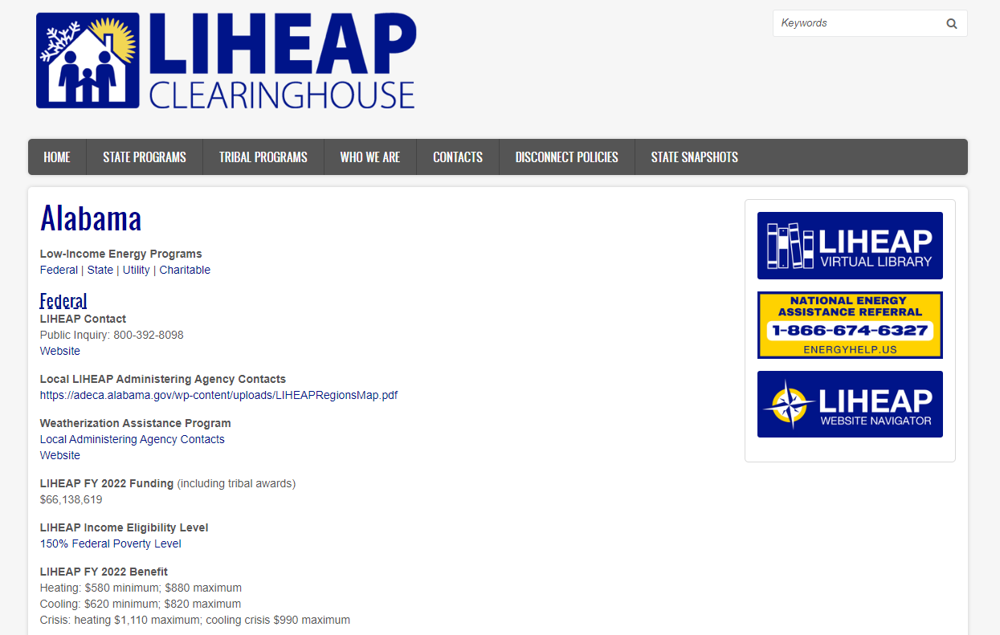 LIHEAP
CLEARINGHOUSE
Keywords
HOME STATE PROGRAMS TRIBAL PROGRAMS WHO WE ARE CONTACTS DISCONNECT POLICIES STATE SNAPSHOTS
Alabama
Low-Income Energy Programs
Federal | State | Utility | Charitable
Federal
LIHEAP Contact
Public Inquiry: 800-392-8098
Website
Local LIHEAP Administering Agency Contacts
https://adeca.alabama.gov/wp-content/uploads/LIHEAPRegionsMap.pdf
Weatherization Assistance Program
Local Administering Agency Contacts
Website
LIHEAP FY 2022 Funding (including tribal awards)
$66,138,619
LIHEAP Income Eligibility Level
150% Federal Poverty Level
LIHEAP FY 2022 Benefit
Heating: $580 minimum; $880 maximum
Cooling: $620 minimum; $820 maximum
Crisis: heating $1,110 maximum; cooling crisis $990 maximum
LIHEAP
VIRTUAL LIBRARY
NATIONAL ENERGY
ASSISTANCE REFERRAL
1-866-674-6327
ENERGYHELP.US
LIHEAP
WEBSITE NAVIGATOR